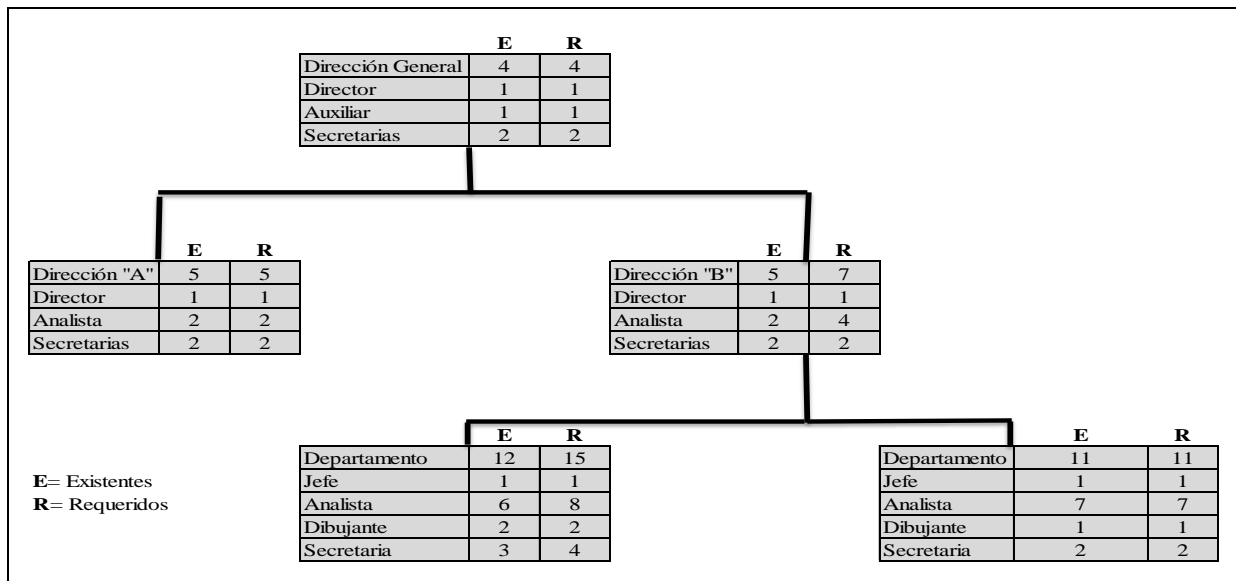 E R
Dirección General 4 4
Director 1 1
Auxiliar 1 1
Secretarias 2 2
E R
Dirección "A" 5 5
Director 1 1
Analista 2 2
Secretarias 2 2
E R
Dirección "B" 5 7
Director 1 1
Analista 2 4
Secretarias 2 2
E= Existentes
R= Requeridos
E R
Departamento 12 15
Jefe 1 1
Analista 6 8
Dibujante 2 2
Secretaria 3 4
E R
Departamento 11 11
Jefe 1 1
Analista 7 7
Dibujante 1 1
Secretaria 2 2